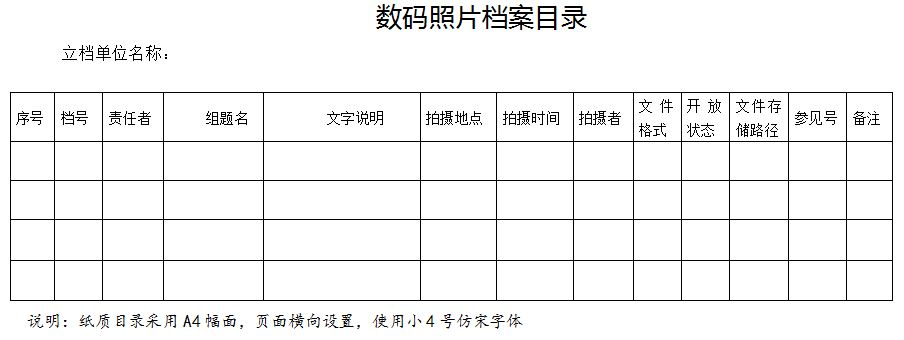 数码照片档案目录
立档单位名称：
序号 档号 责任者 组题名 文字说明 拍摄地点 拍摄时间 拍摄者 文件格式 开放状态 文件存储路径 参见号 备注
说明：纸质目录采用A4幅面，页面横向设置，使用小4号仿宋字体